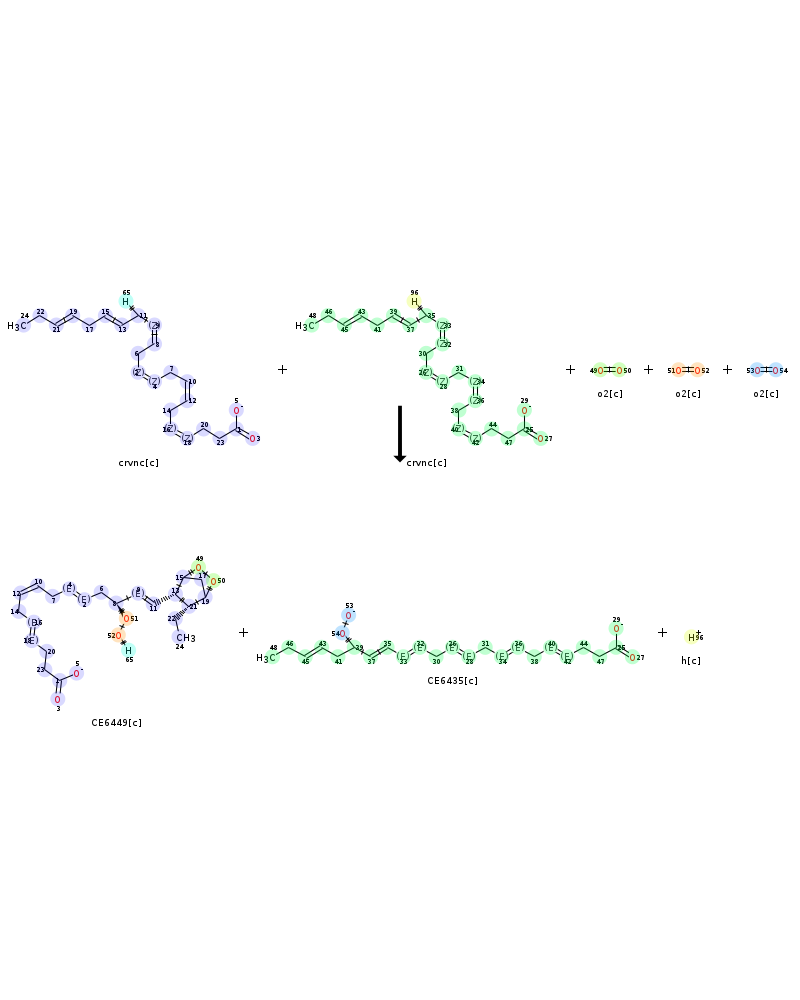 65
H
24 22 19 15 11
H3C 21 17 13 Z 9
6 8
2 Z Z 4 7 10
14 12
16 Z Z 18 20 23 1
5
O-
O 3
crvnc[c]
+
96
H
48 46 43 39 35
H3C 45 41 37 Z 33
30 Z 32
26 Z Z 28 31 Z 34
38 Z 36
40 Z Z 42 44 47 25
29
O-
O 27
crvnc[c]
+
49 O O 50
o2[c]
+
51 O O 52
o2[c]
+
53 O O 54
o2[c]
49
O
15 17 O 50
13 21 19
22
CH3
24
12 10 4 E E 2 6 8 E 11
14 7
16 E 18
20
23 1
5
O-
O
3
O 51
52 O
H
65
CE6449[c]
+
53
O-
54 O
48 46 43 39 35 32 26 31 36 40 44 25
H3C 45 41 37 E 33 E 30 E E 28 E 34 E 38 E E 42 47
29
O-
O 27
CE6435[c]
+
H+ 96
h[c]